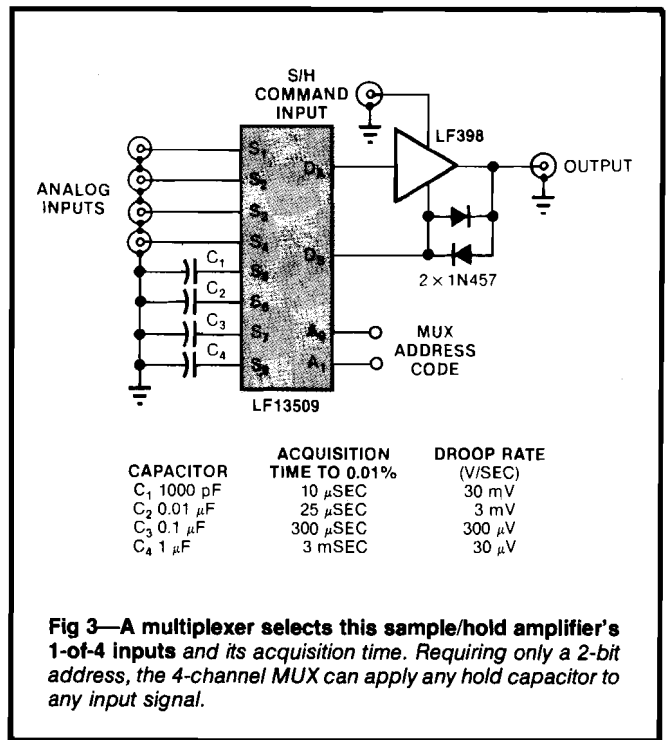 S/H
COMMAND
INPUT
LF398
S₁
S₂
S₃
S₄
S₅
S₆
S₇
S₈
ANALOG
INPUTS
C₁
C₂
C₃
C₄
OUTPUT
2 × 1N457
A₀
A₁
MUX
ADDRESS
CODE
LF13509
CAPACITOR ACQUISITION TIME TO 0.01% DROOP RATE (V/SEC)
C₁ 1000 pF 10 µSEC 30 mV
C₂ 0.01 µF 25 µSEC 3 mV
C₃ 0.1 µF 300 µSEC 300 µV
C₄ 1 µF 3 mSEC 30 µV
Fig 3—A multiplexer selects this sample/hold amplifier's
1-of-4 inputs and its acquisition time. Requiring only a 2-bit
address, the 4-channel MUX can apply any hold capacitor to
any input signal.